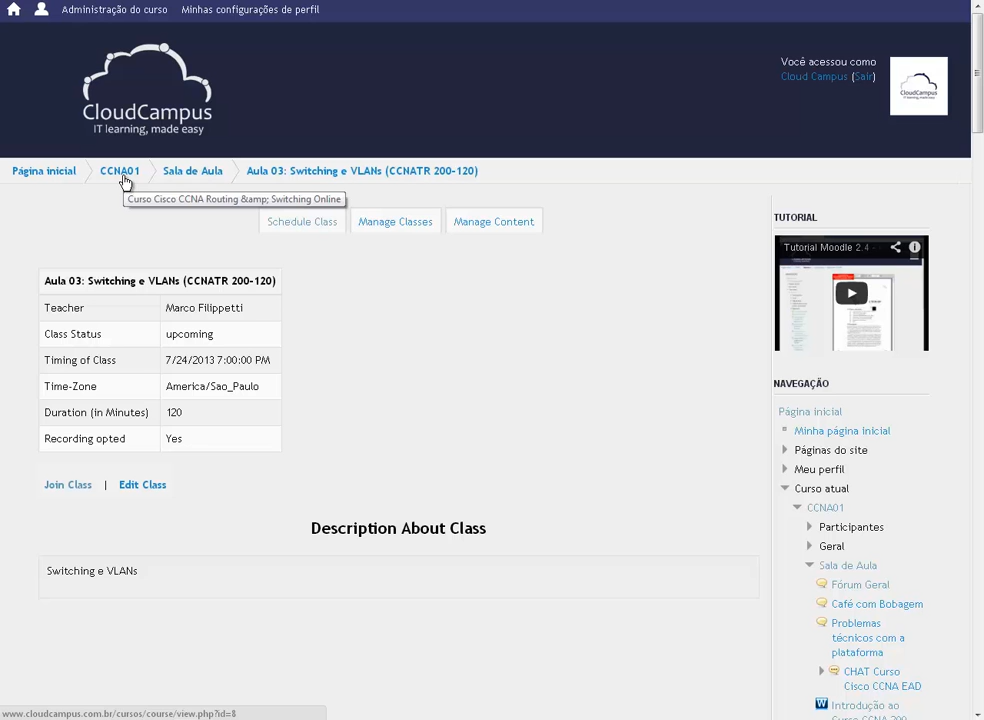 Administração do curso Minhas configurações de perfil
CloudCampus
IT learning, made easy
Você acessou como
Cloud Campus (Sair)
CloudCampus
Página inicial CCNA01 Sala de Aula Aula 03: Switching e VLANs (CCNATR 200-120)
Curso Cisco CCNA Routing &amp; Switching Online
Schedule Class Manage Classes Manage Content
TUTORIAL
Tutorial Moodle 2.4 -
Aula 03: Switching e VLANs (CCNATR 200-120)
Teacher Marco Filippetti
Class Status upcoming
Timing of Class 7/24/2013 7:00:00 PM
Time-Zone America/Sao_Paulo
Duration (in Minutes) 120
Recording opted Yes
Join Class | Edit Class
Description About Class
Switching e VLANs
NAVEGAÇÃO
Página inicial
Minha página inicial
Páginas do site
Meu perfil
Curso atual
CCNA01
Participantes
Geral
Sala de Aula
Fórum Geral
Café com Bobagem
Problemas
técnicos com a
plataforma
CHAT Curso
Cisco CCNA EAD
Introdução ao
Curso CCNA 200
www.cloudcampus.com.br/cursos/course/view.php?id=8